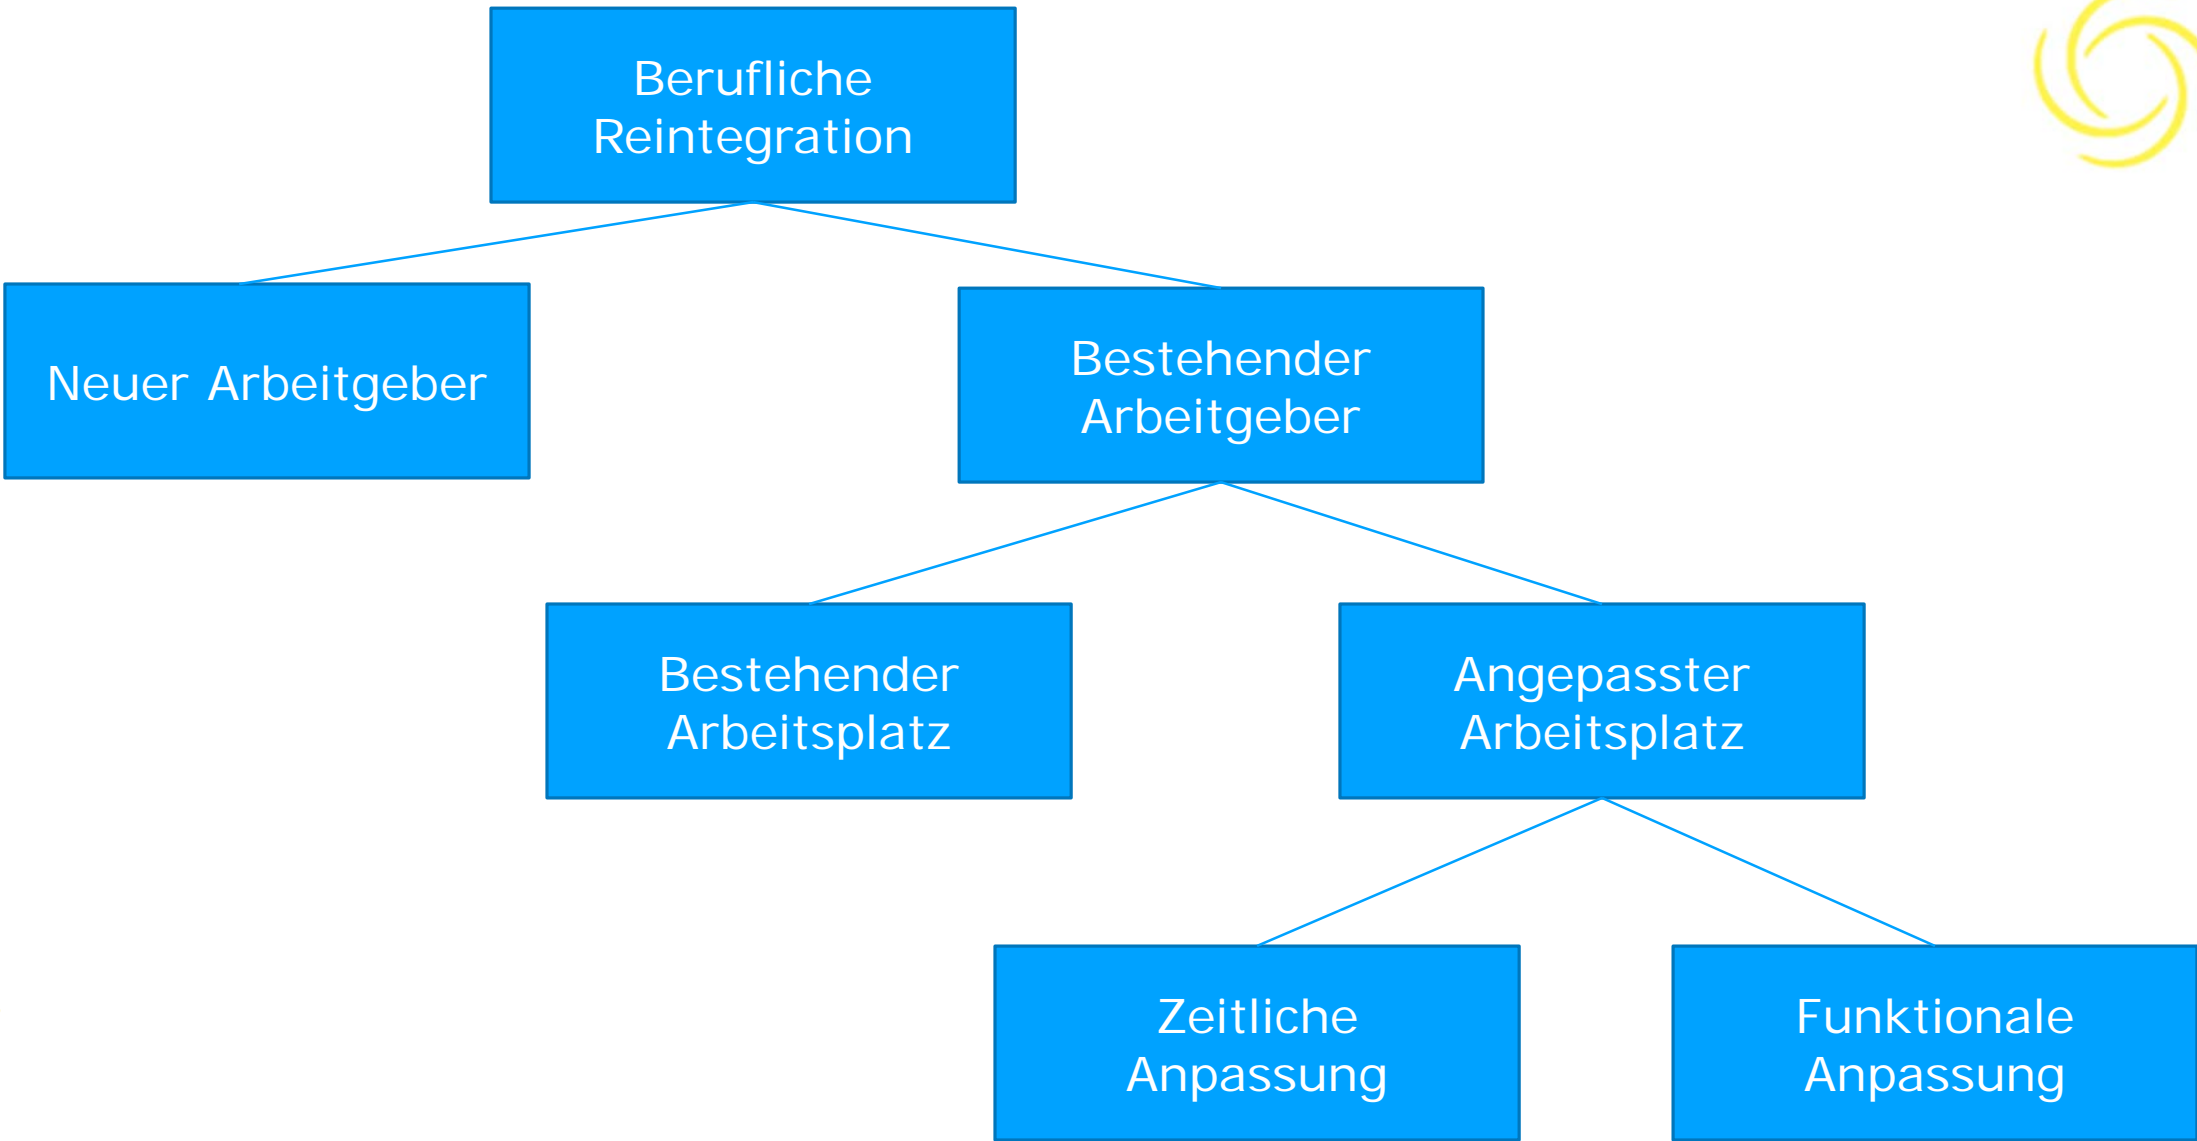 Berufliche
Reintegration
Neuer Arbeitgeber
Bestehender
Arbeitgeber
Bestehender
Arbeitsplatz
Angepasster
Arbeitsplatz
Zeitliche
Anpassung
Funktionale
Anpassung